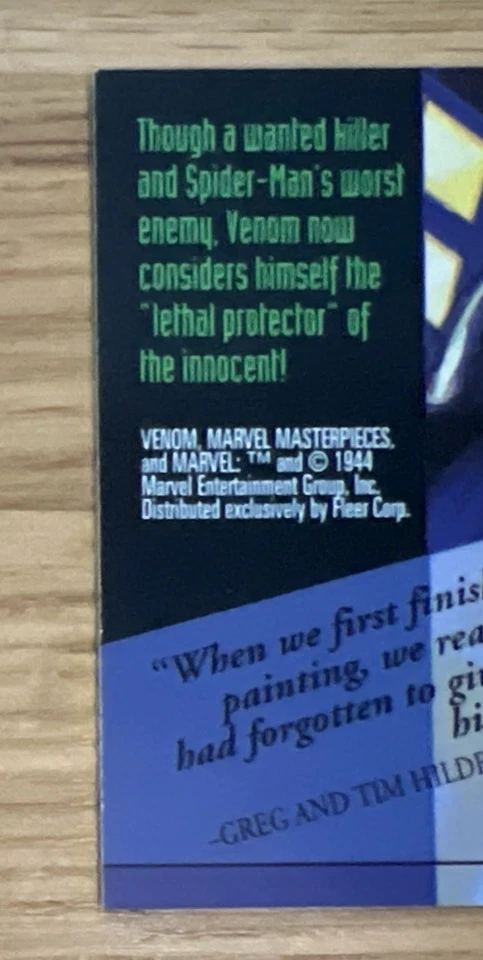 Though a wanted killer
and Spider-Man's worst
enemy, Venom now
considers himself the
"lethal protector" of
the innocent!
VENOM, MARVEL MASTERPIECES,
and MARVEL: ™ and © 1944
Marvel Entertainment Group, Inc.
Distributed exclusively by Fleer Corp.
"When we first finish
painting, we rea
had forgotten to gi
hi
-GREG AND TIM HILDE